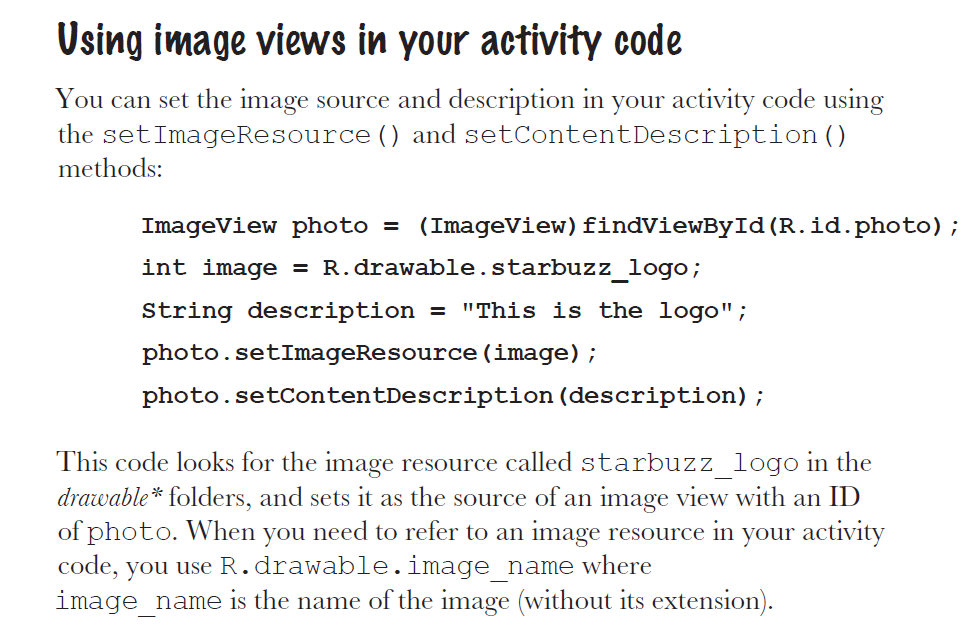 Using image views in your activity code
You can set the image source and description in your activity code using
the setImageResource() and setContentDescription()
methods:
ImageView photo = (ImageView)findViewById(R.id.photo);
int image = R.drawable.starbuzz_logo;
String description = "This is the logo";
photo.setImageResource(image);
photo.setContentDescription(description);
This code looks for the image resource called starbuzz_logo in the
drawable* folders, and sets it as the source of an image view with an ID
of photo. When you need to refer to an image resource in your activity
code, you use R.drawable.image_name where
image_name is the name of the image (without its extension).